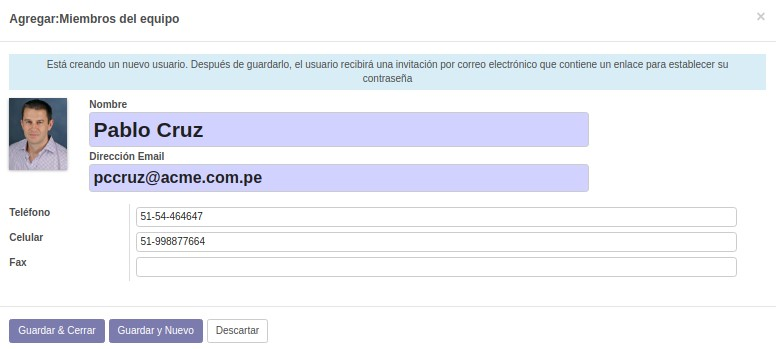 Agregar:Miembros del equipo
×
Está creando un nuevo usuario. Después de guardarlo, el usuario recibirá una invitación por correo electrónico que contiene un enlace para establecer su
contraseña
Nombre
Pablo Cruz
Dirección Email
pccruz@acme.com.pe
Teléfono 51-54-464647
Celular 51-998877664
Fax
Guardar & Cerrar Guardar y Nuevo Descartar